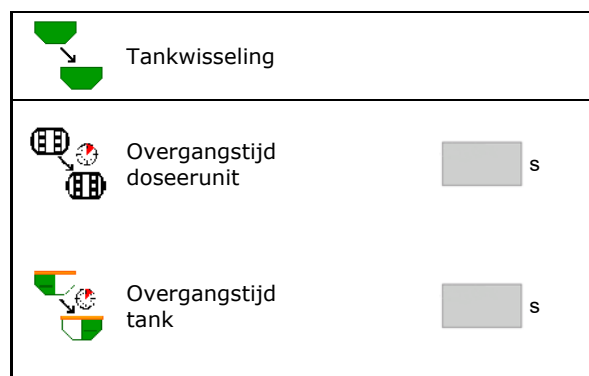 Tankwisseling
Overgangstijd
doseerunit
s
Overgangstijd
tank
s